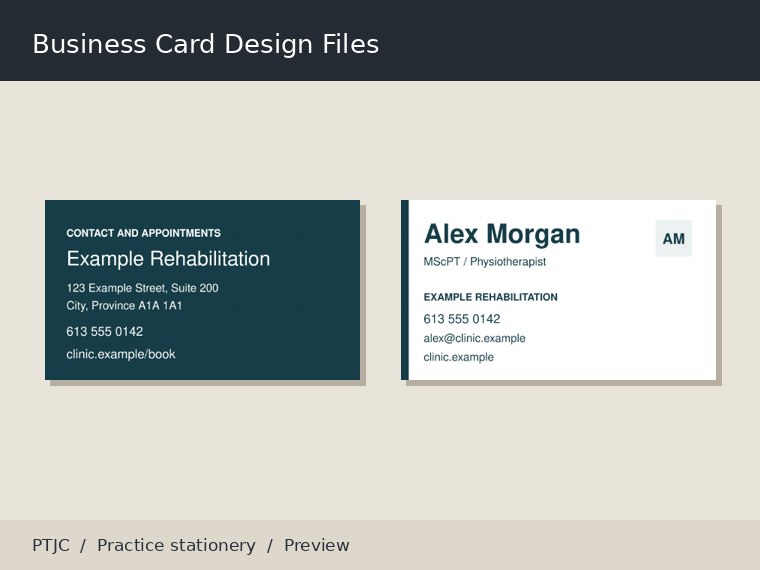 Business Card Design Files
CONTACT AND APPOINTMENTS
Example Rehabilitation
123 Example Street, Suite 200
City, Province A1A 1A1
613 555 0142
clinic.example/book
Alex Morgan
AM
MScPT / Physiotherapist
EXAMPLE REHABILITATION
613 555 0142
alex@clinic.example
clinic.example
PTJC / Practice stationery / Preview